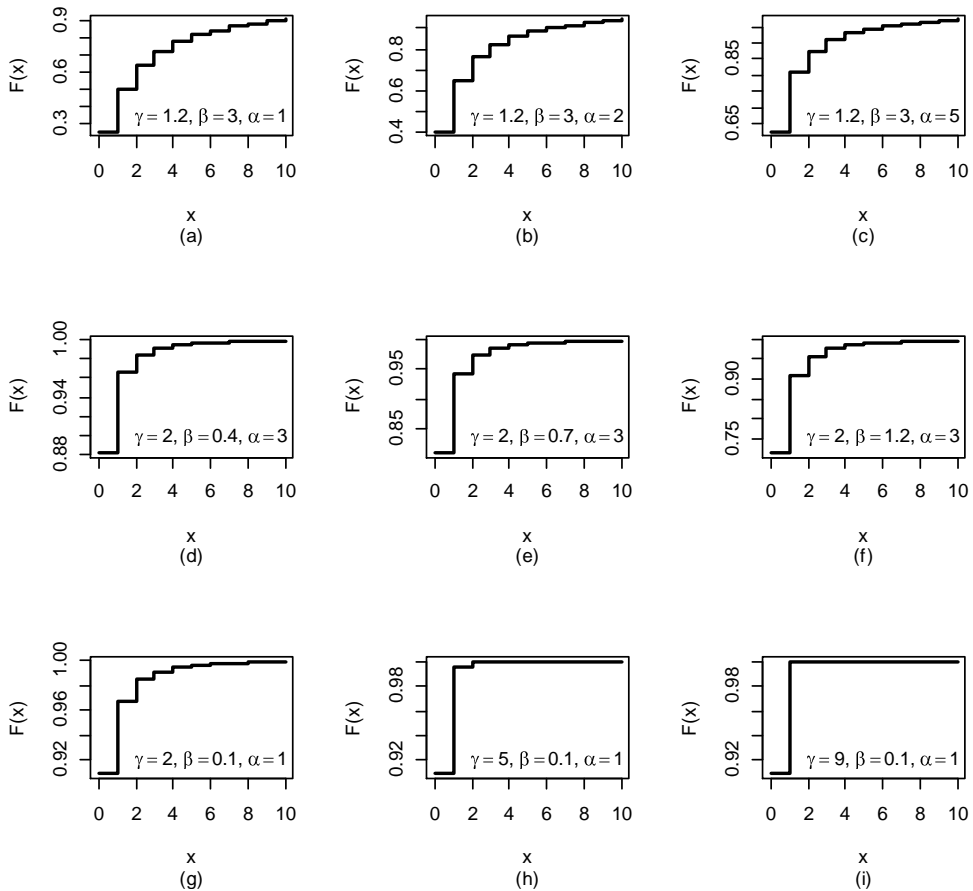 F(x)
0.3 0.6 0.9
γ = 1.2, β = 3, α = 1
0 2 4 6 8 10
x
(a)
F(x)
0.4 0.6 0.8
γ = 1.2, β = 3, α = 2
0 2 4 6 8 10
x
(b)
F(x)
0.65 0.85
γ = 1.2, β = 3, α = 5
0 2 4 6 8 10
x
(c)
F(x)
0.88 0.94 1.00
γ = 2, β = 0.4, α = 3
0 2 4 6 8 10
x
(d)
F(x)
0.85 0.95
γ = 2, β = 0.7, α = 3
0 2 4 6 8 10
x
(e)
F(x)
0.75 0.90
γ = 2, β = 1.2, α = 3
0 2 4 6 8 10
x
(f)
F(x)
0.92 0.96 1.00
γ = 2, β = 0.1, α = 1
0 2 4 6 8 10
x
(g)
F(x)
0.92 0.98
γ = 5, β = 0.1, α = 1
0 2 4 6 8 10
x
(h)
F(x)
0.92 0.98
γ = 9, β = 0.1, α = 1
0 2 4 6 8 10
x
(i)